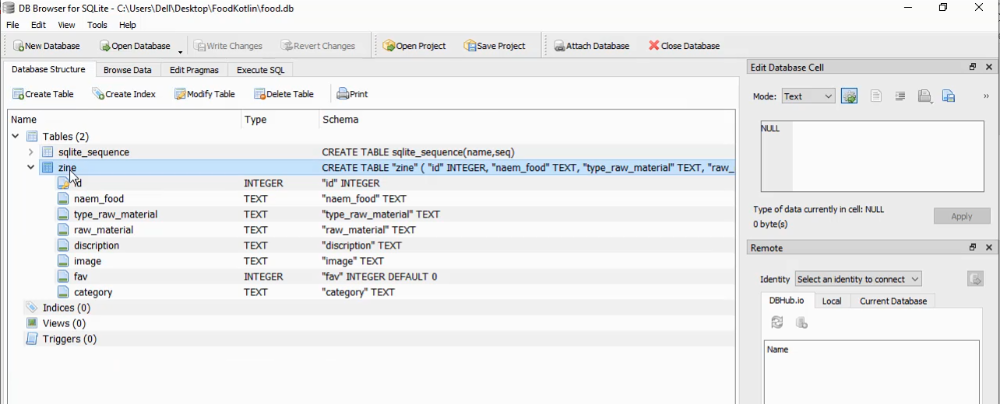 DB Browser for SQLite - C:\Users\Dell\Desktop\FoodKotlin\food.db
File Edit View Tools Help
New Database Open Database Write Changes Revert Changes Open Project Save Project Attach Database Close Database
Database Structure Browse Data Edit Pragmas Execute SQL
Create Table Create Index Modify Table Delete Table Print
Name Type Schema
Tables (2)
sqlite_sequence CREATE TABLE sqlite_sequence(name,seq)
zine CREATE TABLE "zine" ( "id" INTEGER, "naem_food" TEXT, "type_raw_material" TEXT, "raw_
id INTEGER "id" INTEGER
naem_food TEXT "naem_food" TEXT
type_raw_material TEXT "type_raw_material" TEXT
raw_material TEXT "raw_material" TEXT
discription TEXT "discription" TEXT
image TEXT "image" TEXT
fav INTEGER "fav" INTEGER DEFAULT 0
category TEXT "category" TEXT
Indices (0)
Views (0)
Triggers (0)
Edit Database Cell
Mode: Text
NULL
Type of data currently in cell: NULL
0 byte(s)
Apply
Remote
Identity Select an identity to connect
DBHub.io Local Current Database
Name